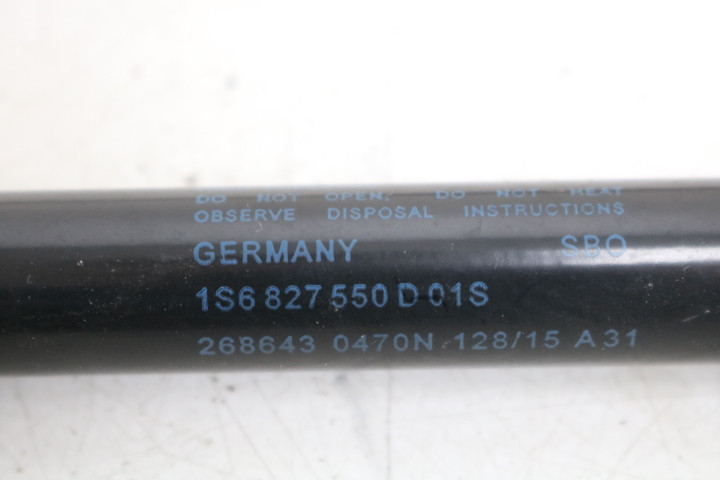 DO NOT OPEN. DO NOT HEAT
OBSERVE DISPOSAL INSTRUCTIONS
GERMANY SBO
1S6 827 550 D 01S
268643 0470N 128/15 A31